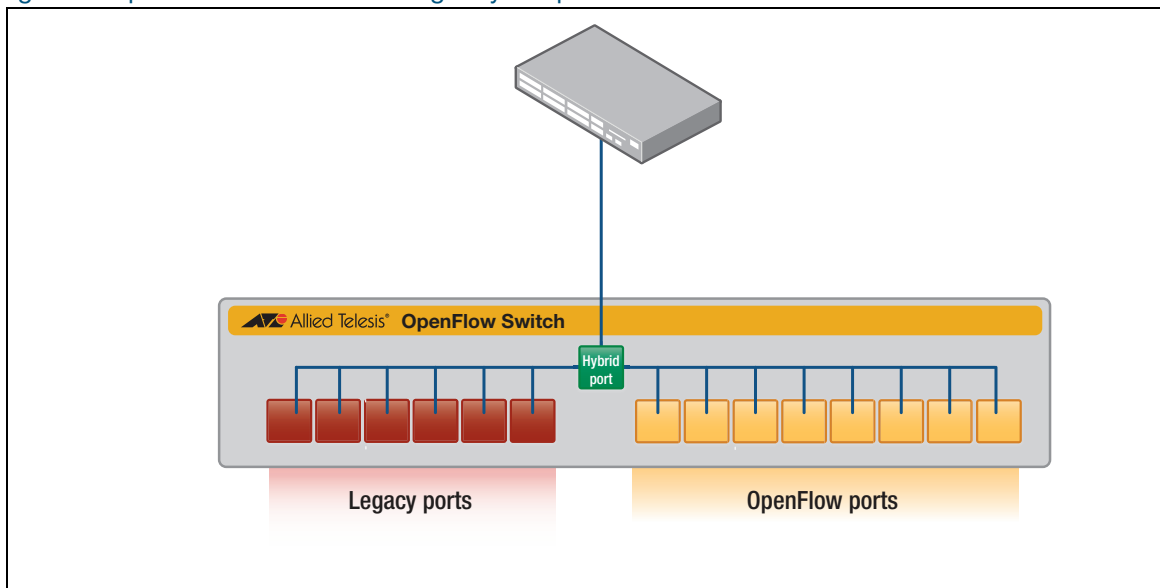 Allied Telesis® OpenFlow Switch
Hybrid
port
Legacy ports
OpenFlow ports